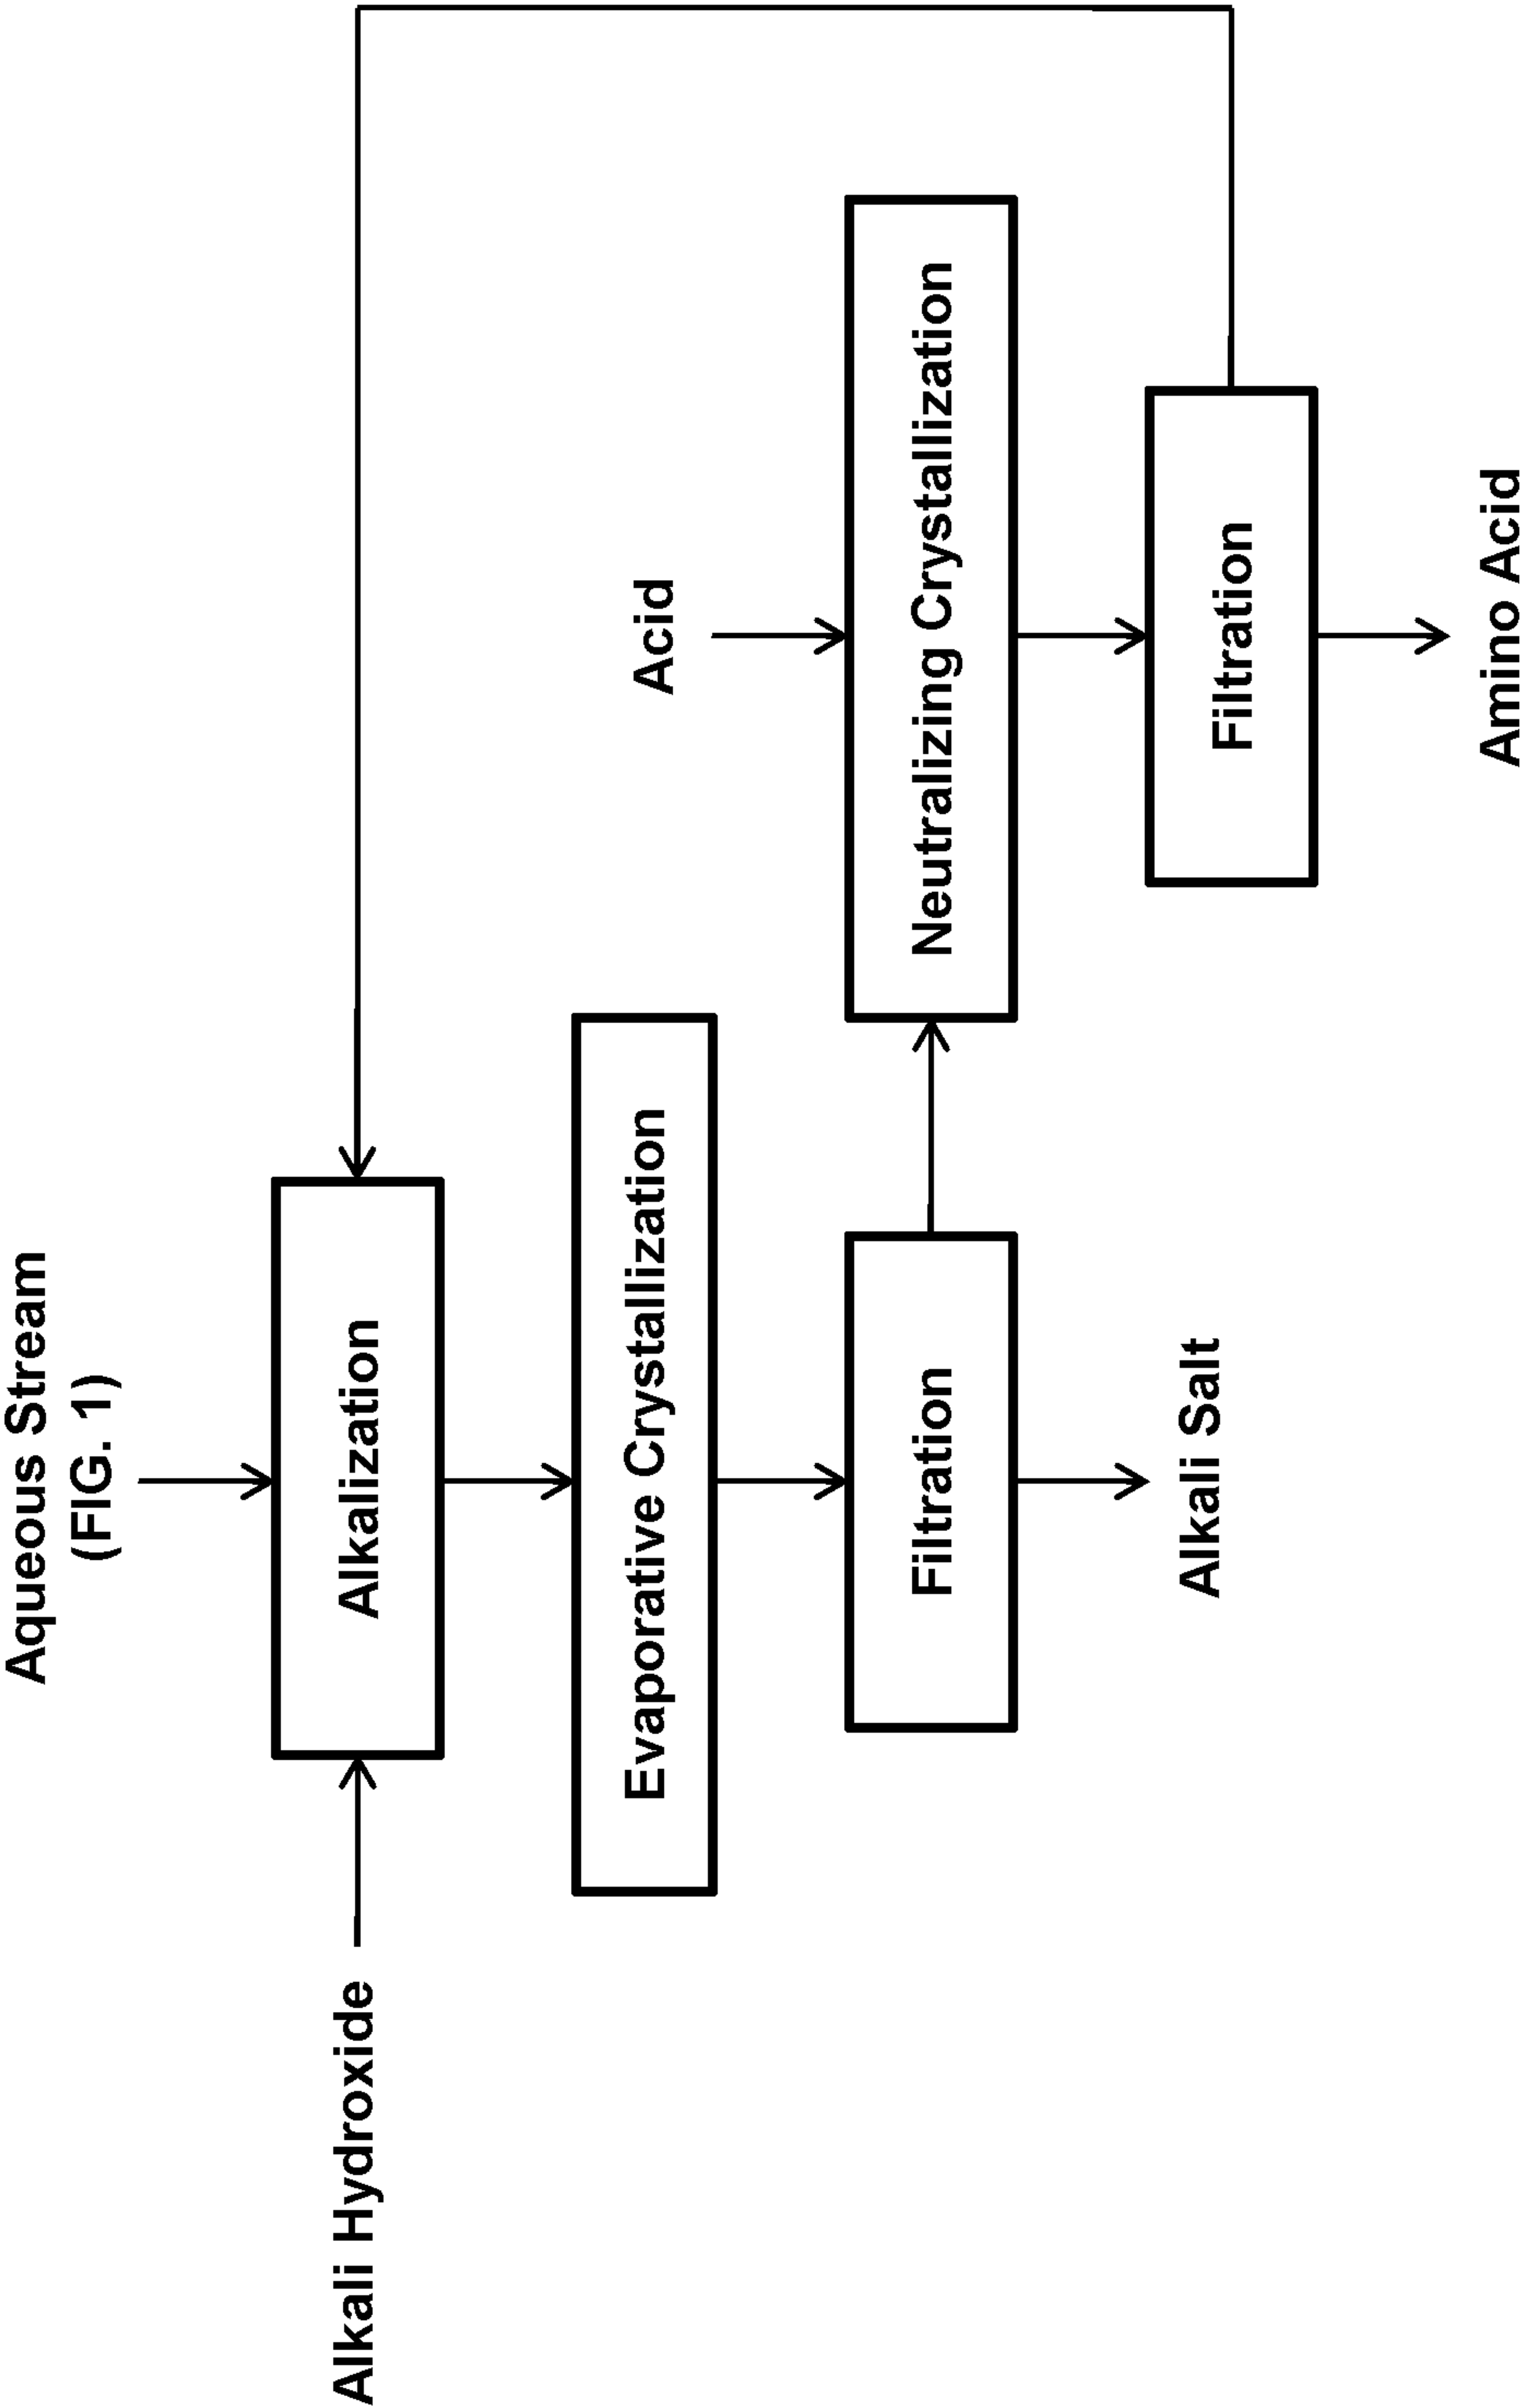 Aqueous Stream
(FIG. 1)
Alkali Hydroxide
Alkalization
Evaporative Crystallization
Acid
Filtration
Neutralizing Crystallization
Alkali Salt
Filtration
Amino Acid